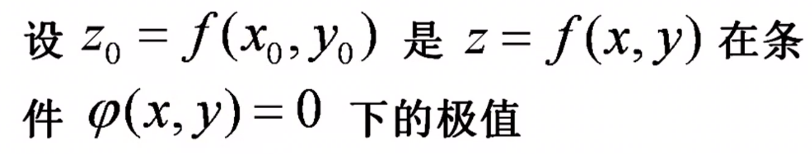 设 z₀ = f(x₀, y₀) 是 z = f(x, y) 在条
件 φ(x, y) = 0 下的极值